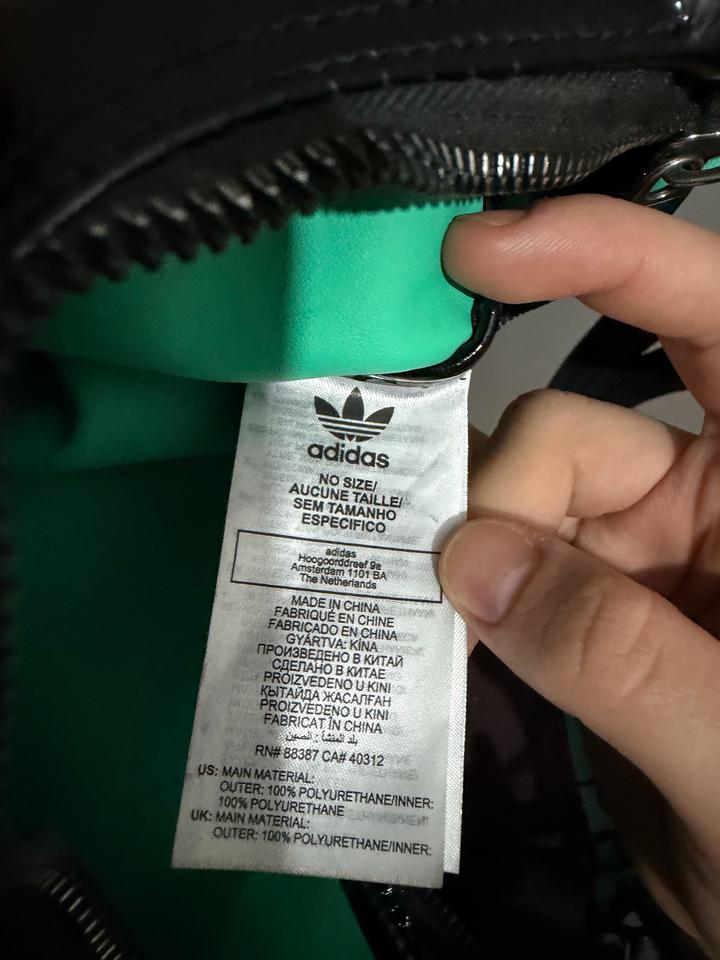 adidas
NO SIZE/
AUCUNE TAILLE/
SEM TAMANHO
ESPECIFICO
adidas
Hoogoorddreef 9a
Amsterdam 1101 BA
The Netherlands
MADE IN CHINA
FABRIQUÉ EN CHINE
FABRICADO EN CHINA
GYÁRTVA: KÍNA
ПРОИЗВЕДЕНО В КИТАЙ
СДЕЛАНО В КИТАЕ
PROIZVEDENO U KINI
ҚЫТАЙДА ЖАСАЛҒАН
PROIZVEDENO U KINI
FABRICAT ÎN CHINA
بلد المنشأ : الصين
RN# 88387 CA# 40312
US: MAIN MATERIAL:
OUTER: 100% POLYURETHANE/INNER:
100% POLYURETHANE
UK: MAIN MATERIAL:
OUTER: 100% POLYURETHANE/INNER: